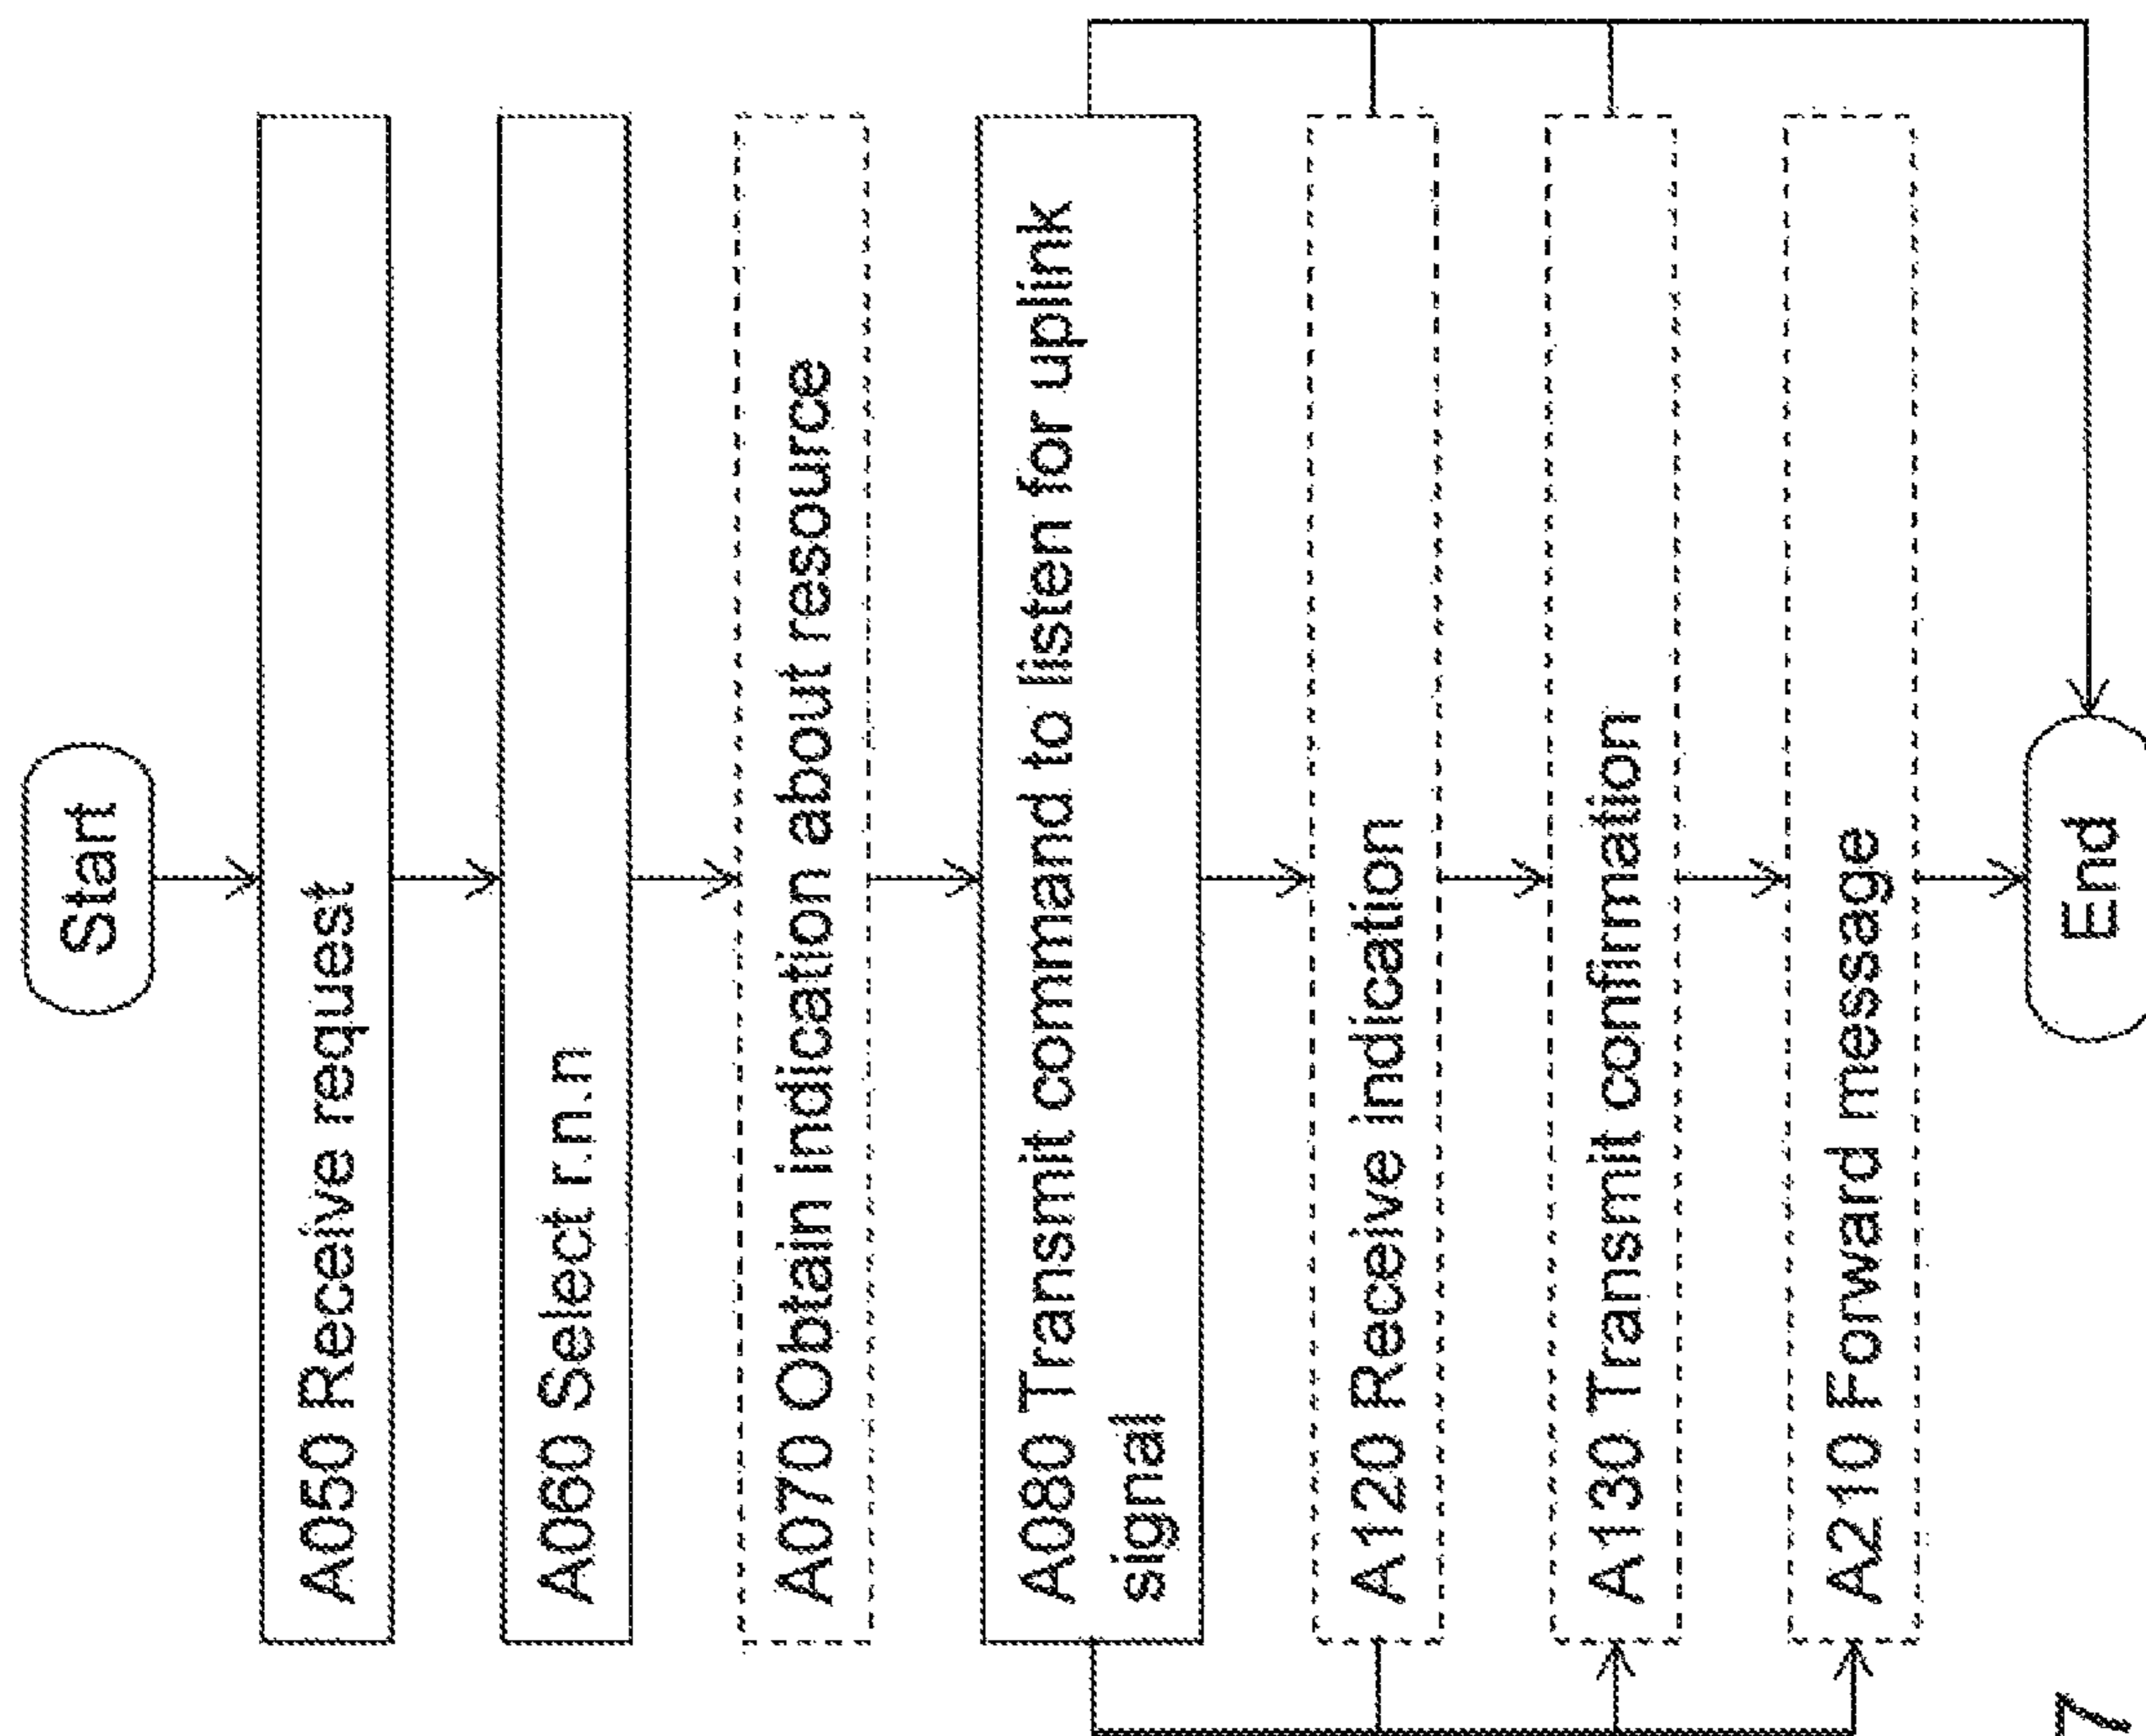 Start
A050 Receive request
A060 Select r.n.n
A070 Obtain indication about resource
A080 Transmit command to listen for uplink
signal
A120 Receive indication
A130 Transmit confirmation
A210 Forward message
End
7